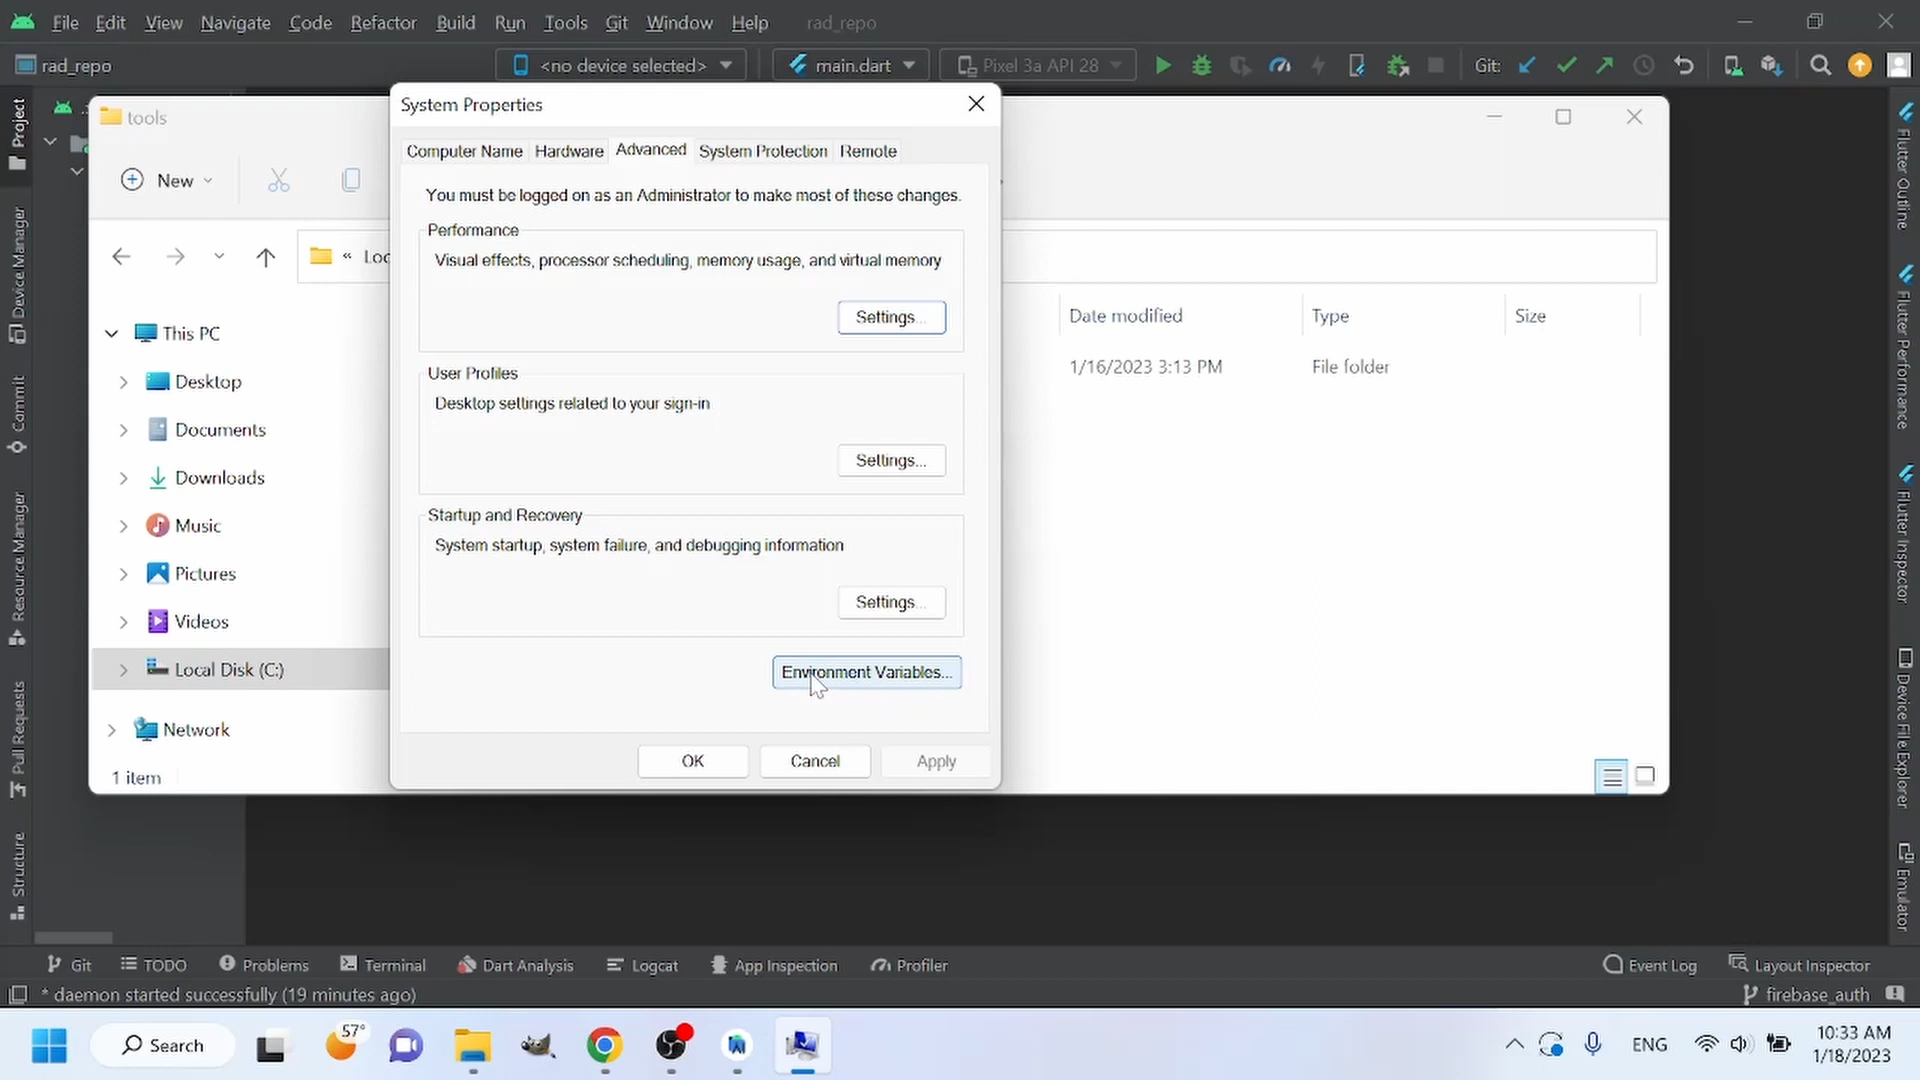 File Edit View Navigate Code Refactor Build Run Tools Git Window Help rad_repo
rad_repo <no device selected> main.dart Pixel 3a API 28 Git:
Project
Device Manager
Commit
Resource Manager
Pull Requests
Structure
tools
New
« Loc
This PC
Desktop
Documents
Downloads
Music
Pictures
Videos
Local Disk (C:)
Network
1 item
System Properties
Computer Name Hardware Advanced System Protection Remote
You must be logged on as an Administrator to make most of these changes.
Performance
Visual effects, processor scheduling, memory usage, and virtual memory
Settings...
User Profiles
Desktop settings related to your sign-in
Settings...
Startup and Recovery
System startup, system failure, and debugging information
Settings...
Environment Variables...
OK Cancel Apply
Date modified Type Size
1/16/2023 3:13 PM File folder
Flutter Outline
Flutter Performance
Flutter Inspector
Device File Explorer
Emulator
Git TODO Problems Terminal Dart Analysis Logcat App Inspection Profiler Event Log Layout Inspector
* daemon started successfully (19 minutes ago) firebase_auth
57°
Search
ENG
10:33 AM
1/18/2023